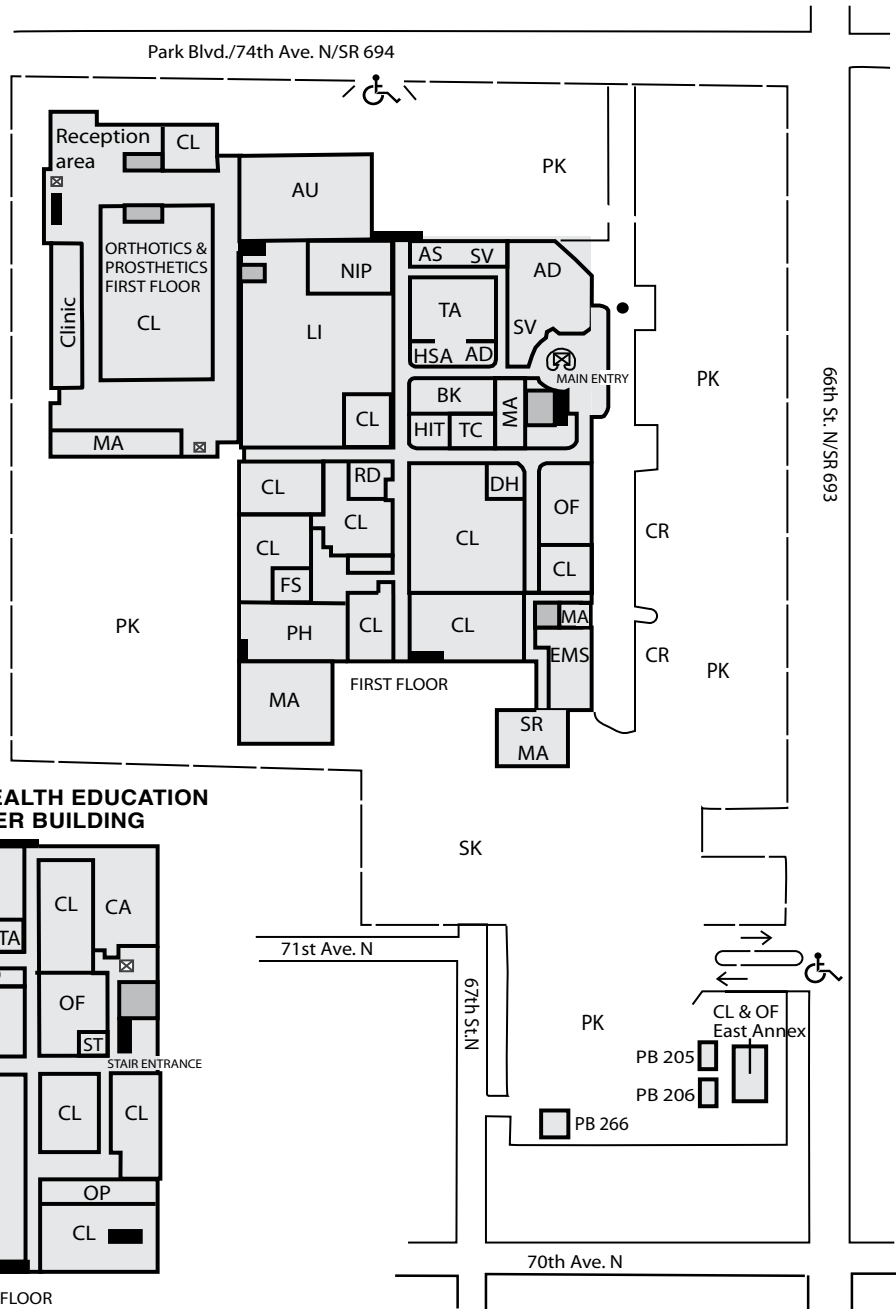 Park Blvd./74th Ave. N/SR 694
Reception
area
CL
PK
AU
ORTHOTICS &
PROSTHETICS
FIRST FLOOR
CL
Clinic
MA
NIP
LI
CL
AS
SV
AD
TA
SV
HSA
AD
MAIN ENTRY
BK
MA
HIT
TC
PK
66th St. N/SR 693
CL
RD
CL
CL
FS
PH
CL
MA
DH
CL
OF
CL
CL
MA
EMS
SR
MA
CR
CR
PK
PK
FIRST FLOOR
EALTH EDUCATION
ER BUILDING
SK
CL
CA
TA
OF
ST
STAIR ENTRANCE
CL
CL
OP
CL
FLOOR
71st Ave. N
67th St.N
PK
CL & OF
East Annex
PB 205
PB 206
PB 266
70th Ave. N